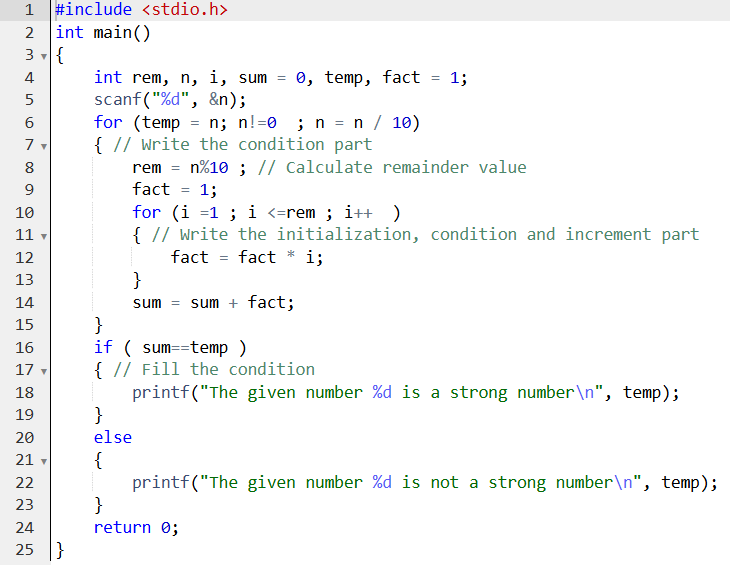 1 #include <stdio.h>
2 int main()
3 {
4 int rem, n, i, sum = 0, temp, fact = 1;
5 scanf("%d", &n);
6 for (temp = n; n!=0  ; n = n / 10)
7 { // Write the condition part
8 rem = n%10 ; // Calculate remainder value
9 fact = 1;
10 for (i =1 ; i <=rem ; i++  )
11 { // Write the initialization, condition and increment part
12 fact = fact * i;
13 }
14 sum = sum + fact;
15 }
16 if ( sum==temp )
17 { // Fill the condition
18 printf("The given number %d is a strong number\n", temp);
19 }
20 else
21 {
22 printf("The given number %d is not a strong number\n", temp);
23 }
24 return 0;
25 }